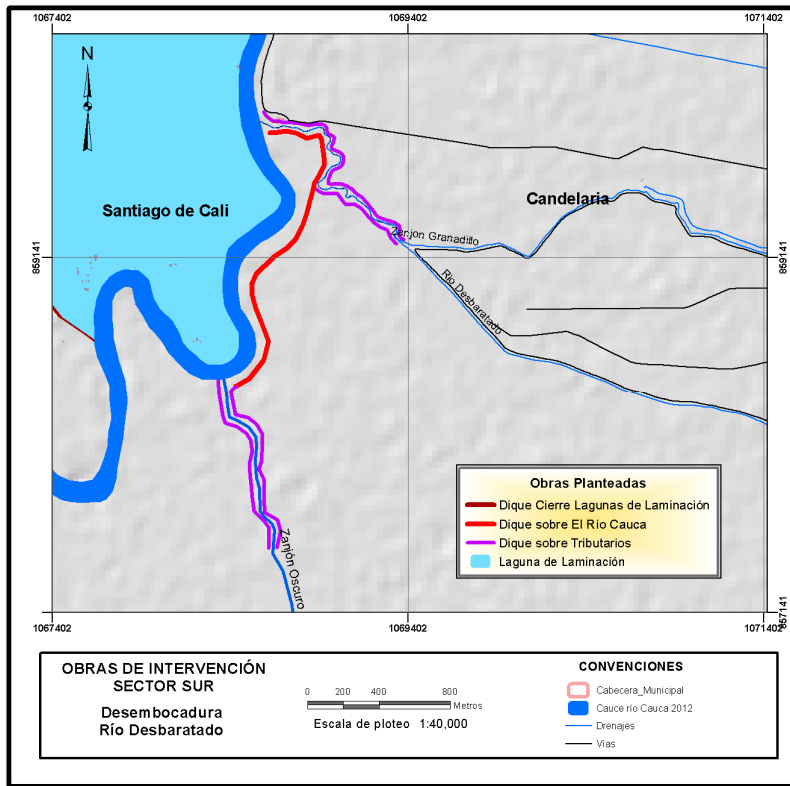 1067402
1069402
1071402
N
Santiago de Cali
Candelaria
Zanjon Granadillo
859141
859141
Río Desbaratado
Obras Planteadas
Dique Cierre Lagunas de Laminación
Dique sobre El Río Cauca
Dique sobre Tributarios
Laguna de Laminación
Zanjón Oscuro
857141
1067402
1069402
1071402
OBRAS DE INTERVENCIÓN
SECTOR SUR
Desembocadura
Río Desbaratado
0 200 400 800
Metros
Escala de ploteo 1:40,000
CONVENCIONES
Cabecera_Municipal
Cauce río Cauca 2012
Drenajes
Vías